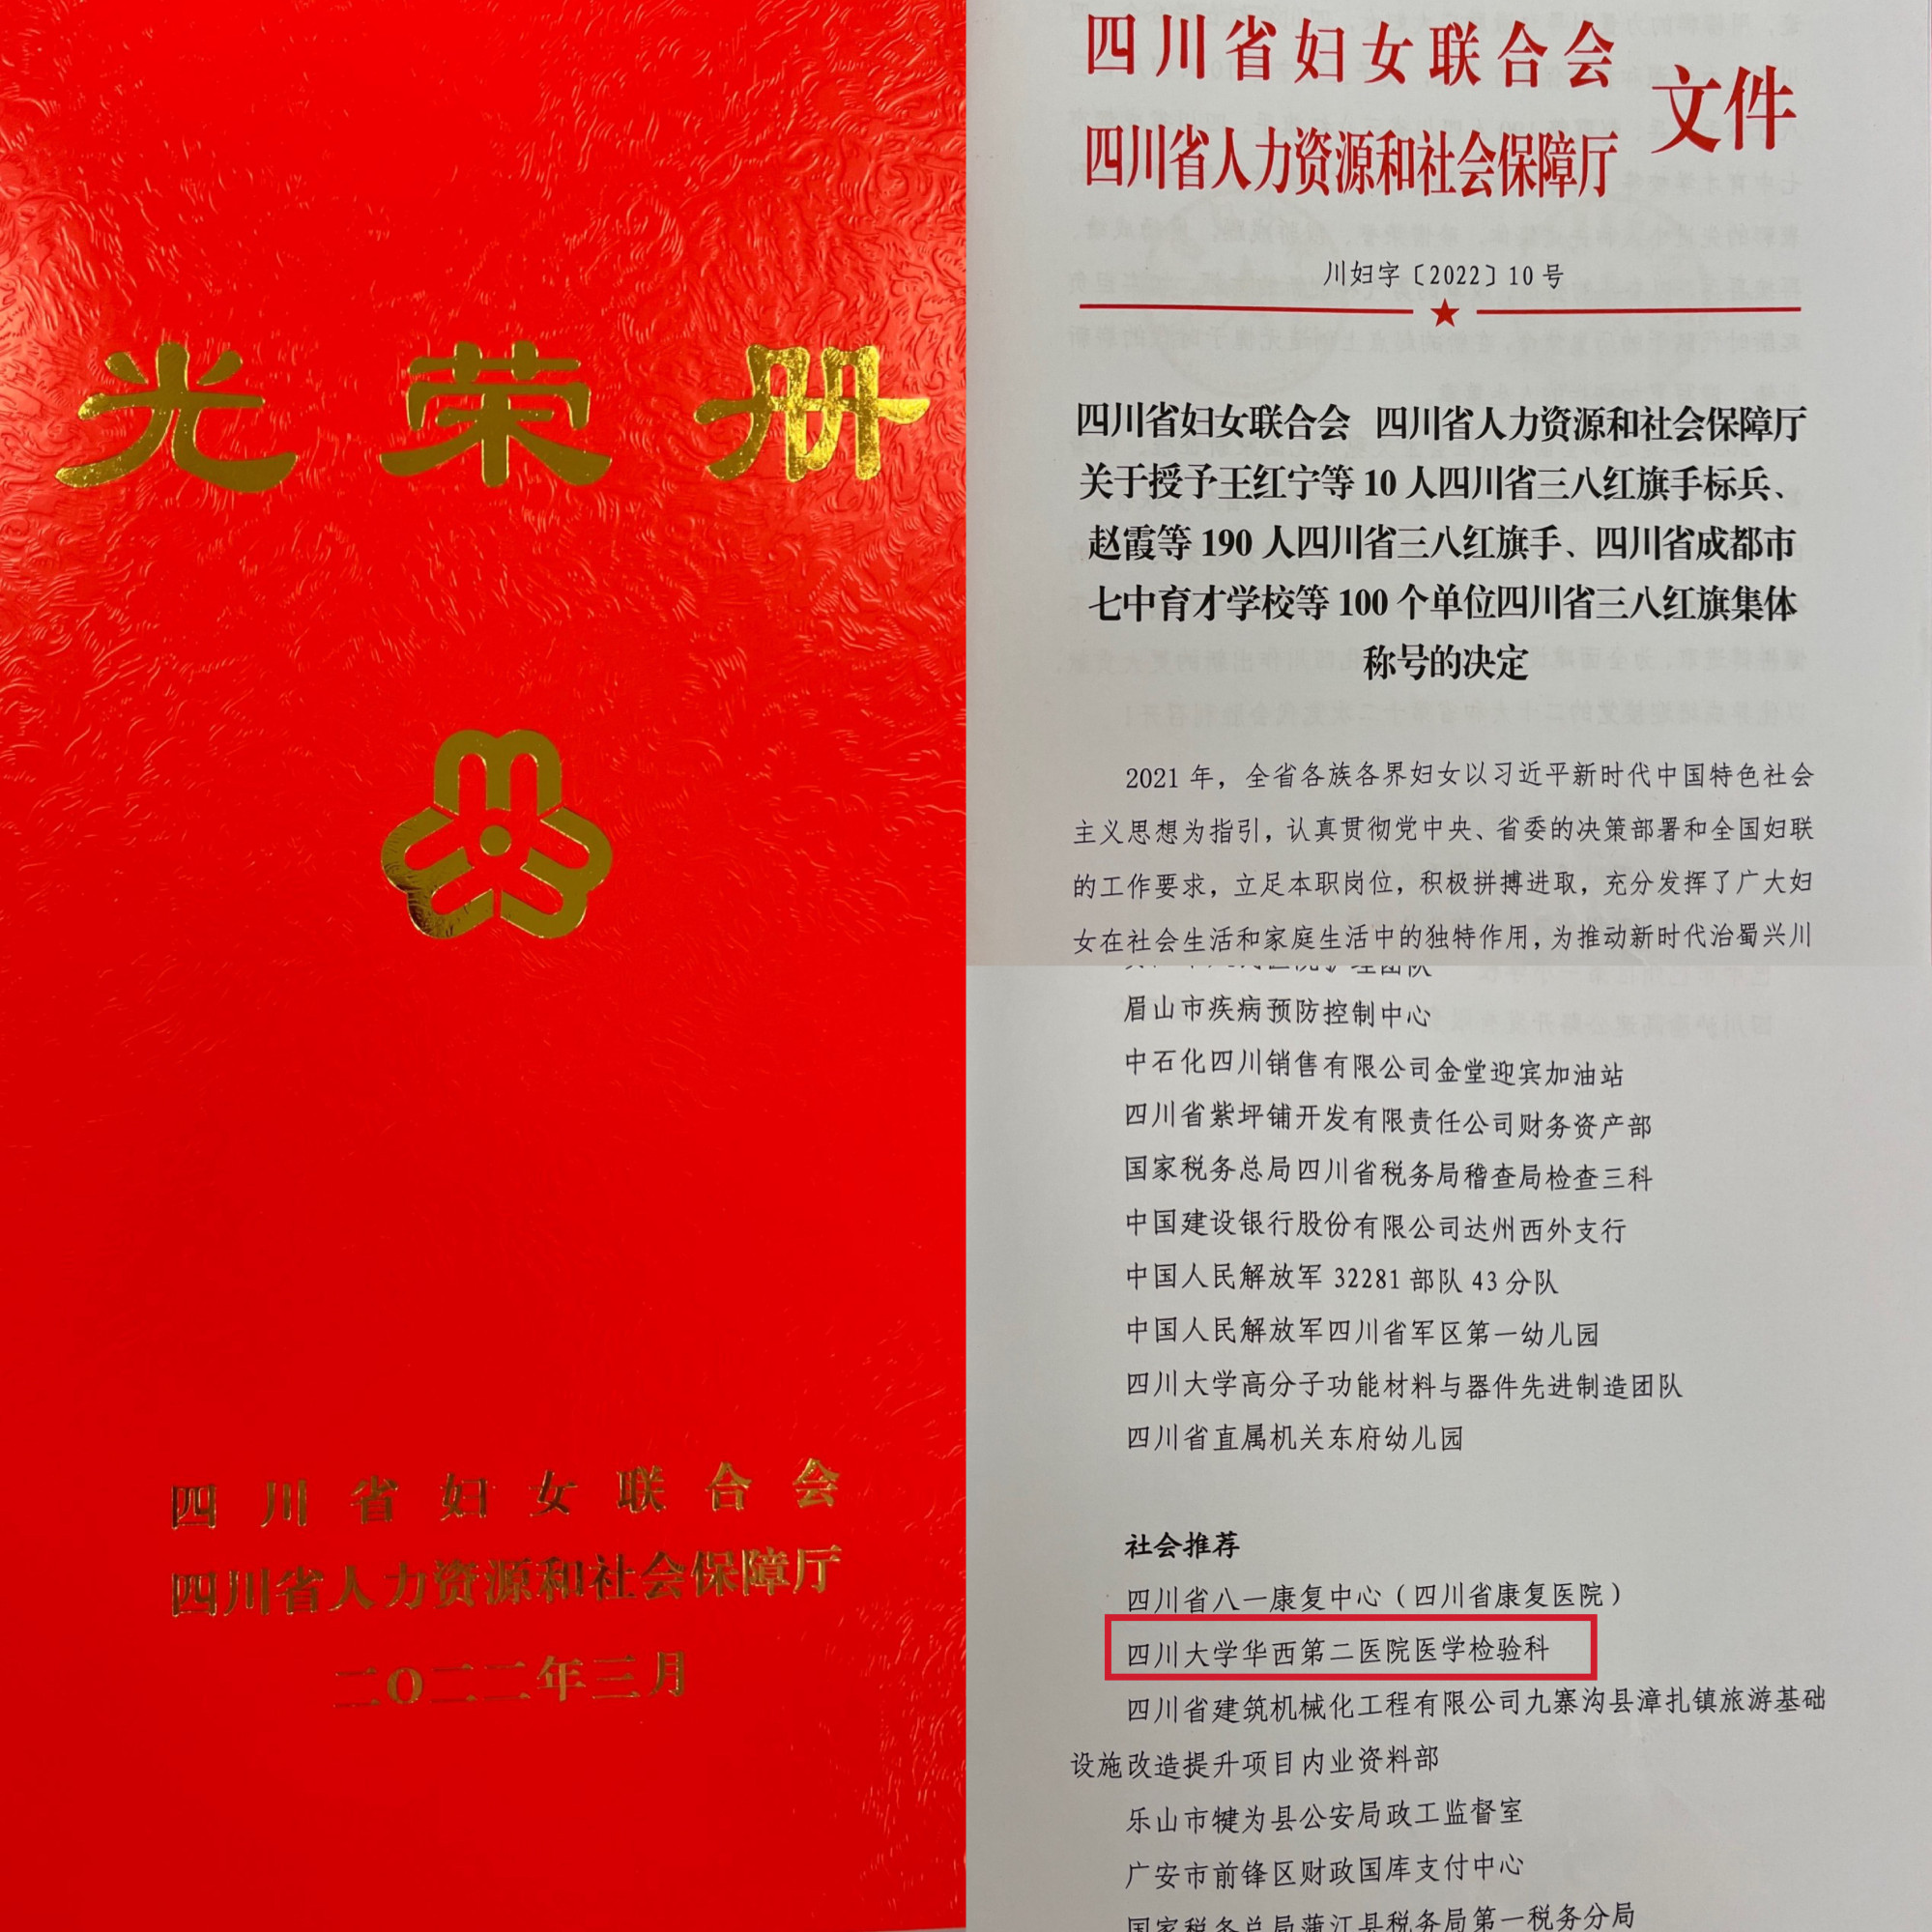 光荣册
四川省妇女联合会
四川省人力资源和社会保障厅
二〇二二年三月
四川省妇女联合会
四川省人力资源和社会保障厅
文件
川妇字〔2022〕10号
四川省妇女联合会 四川省人力资源和社会保障厅
关于授予王红宁等10人四川省三八红旗手标兵、
赵霞等190人四川省三八红旗手、四川省成都市
七中育才学校等100个单位四川省三八红旗集体
称号的决定
2021年，全省各族各界妇女以习近平新时代中国特色社会
主义思想为指引，认真贯彻党中央、省委的决策部署和全国妇联
的工作要求，立足本职岗位，积极拼搏进取，充分发挥了广大妇
女在社会生活和家庭生活中的独特作用，为推动新时代治蜀兴川
护理团队
眉山市疾病预防控制中心
中石化四川销售有限公司金堂迎宾加油站
四川省紫坪铺开发有限责任公司财务资产部
国家税务总局四川省税务局稽查局检查三科
中国建设银行股份有限公司达州西外支行
中国人民解放军32281部队43分队
中国人民解放军四川省军区第一幼儿园
四川大学高分子功能材料与器件先进制造团队
四川省直属机关东府幼儿园
社会推荐
四川省八一康复中心（四川省康复医院）
四川大学华西第二医院医学检验科
四川省建筑机械化工程有限公司九寨沟县漳扎镇旅游基础
设施改造提升项目内业资料部
乐山市犍为县公安局政工监督室
广安市前锋区财政国库支付中心
国家税务总局蒲江县税务局第一税务分局